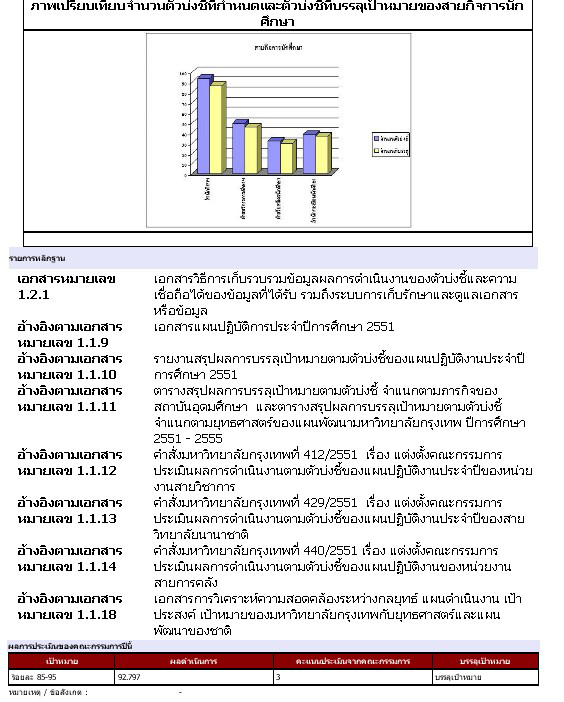 ภาพเปรียบเทียบจำนวนตัวบ่งชี้ที่กำหนดและตัวบ่งชี้ที่บรรลุเป้าหมายของสายกิจการนัก
ศึกษา
สายกิจการนักศึกษา
100
90
80
70
60
50
40
30
20
10
0
รายการหลักฐาน
เอกสารหมายเลข
1.2.1
เอกสารวิธีการเก็บรวบรวมข้อมูลผลการดำเนินงานของตัวบ่งชี้และความ
เชื่อถือได้ของข้อมูลที่ได้รับ รวมถึงระบบการเก็บรักษาและดูแลเอกสาร
หรือข้อมูล
อ้างอิงตามเอกสาร
หมายเลข 1.1.9
เอกสารแผนปฏิบัติการประจำปีการศึกษา 2551
อ้างอิงตามเอกสาร
หมายเลข 1.1.10
รายงานสรุปผลการบรรลุเป้าหมายตามตัวบ่งชี้ของแผนปฏิบัติงานประจำปี
การศึกษา 2551
อ้างอิงตามเอกสาร
หมายเลข 1.1.11
ตารางสรุปผลการบรรลุเป้าหมายตามตัวบ่งชี้ จำแนกตามภารกิจของ
สถาบันอุดมศึกษา และตารางสรุปผลการบรรลุเป้าหมายตามตัวบ่งชี้
จำแนกตามยุทธศาสตร์ของแผนพัฒนามหาวิทยาลัยกรุงเทพ ปีการศึกษา
2551 - 2555
อ้างอิงตามเอกสาร
หมายเลข 1.1.12
คำสั่งมหาวิทยาลัยกรุงเทพที่ 412/2551 เรื่อง แต่งตั้งคณะกรรมการ
ประเมินผลการดำเนินงานตามตัวบ่งชี้ของแผนปฏิบัติงานประจำปีของหน่วย
งานสายวิชาการ
อ้างอิงตามเอกสาร
หมายเลข 1.1.13
คำสั่งมหาวิทยาลัยกรุงเทพที่ 429/2551 เรื่อง แต่งตั้งคณะกรรมการ
ประเมินผลการดำเนินงานตามตัวบ่งชี้ของแผนปฏิบัติงานประจำปีของสาย
วิทยาลัยนานาชาติ
อ้างอิงตามเอกสาร
หมายเลข 1.1.14
คำสั่งมหาวิทยาลัยกรุงเทพที่ 440/2551 เรื่อง แต่งตั้งคณะกรรมการ
ประเมินผลการดำเนินงานตามตัวบ่งชี้ของแผนปฏิบัติงานของหน่วยงาน
สายการคลัง
อ้างอิงตามเอกสาร
หมายเลข 1.1.18
เอกสารการวิเคราะห์ความสอดคล้องระหว่างกลยุทธ์ แผนดำเนินงาน เป้า
ประสงค์ เป้าหมายของมหาวิทยาลัยกรุงเทพกับยุทธศาสตร์และแผน
พัฒนาของชาติ
ผลการประเมินของคณะกรรมการปีนี้
เป้าหมาย ผลดำเนินการ คะแนนประเมินจากคณะกรรมการ บรรลุเป้าหมาย
ร้อยละ 85-95 92.797 3 บรรลุเป้าหมาย
หมายเหตุ / ข้อสังเกต : -